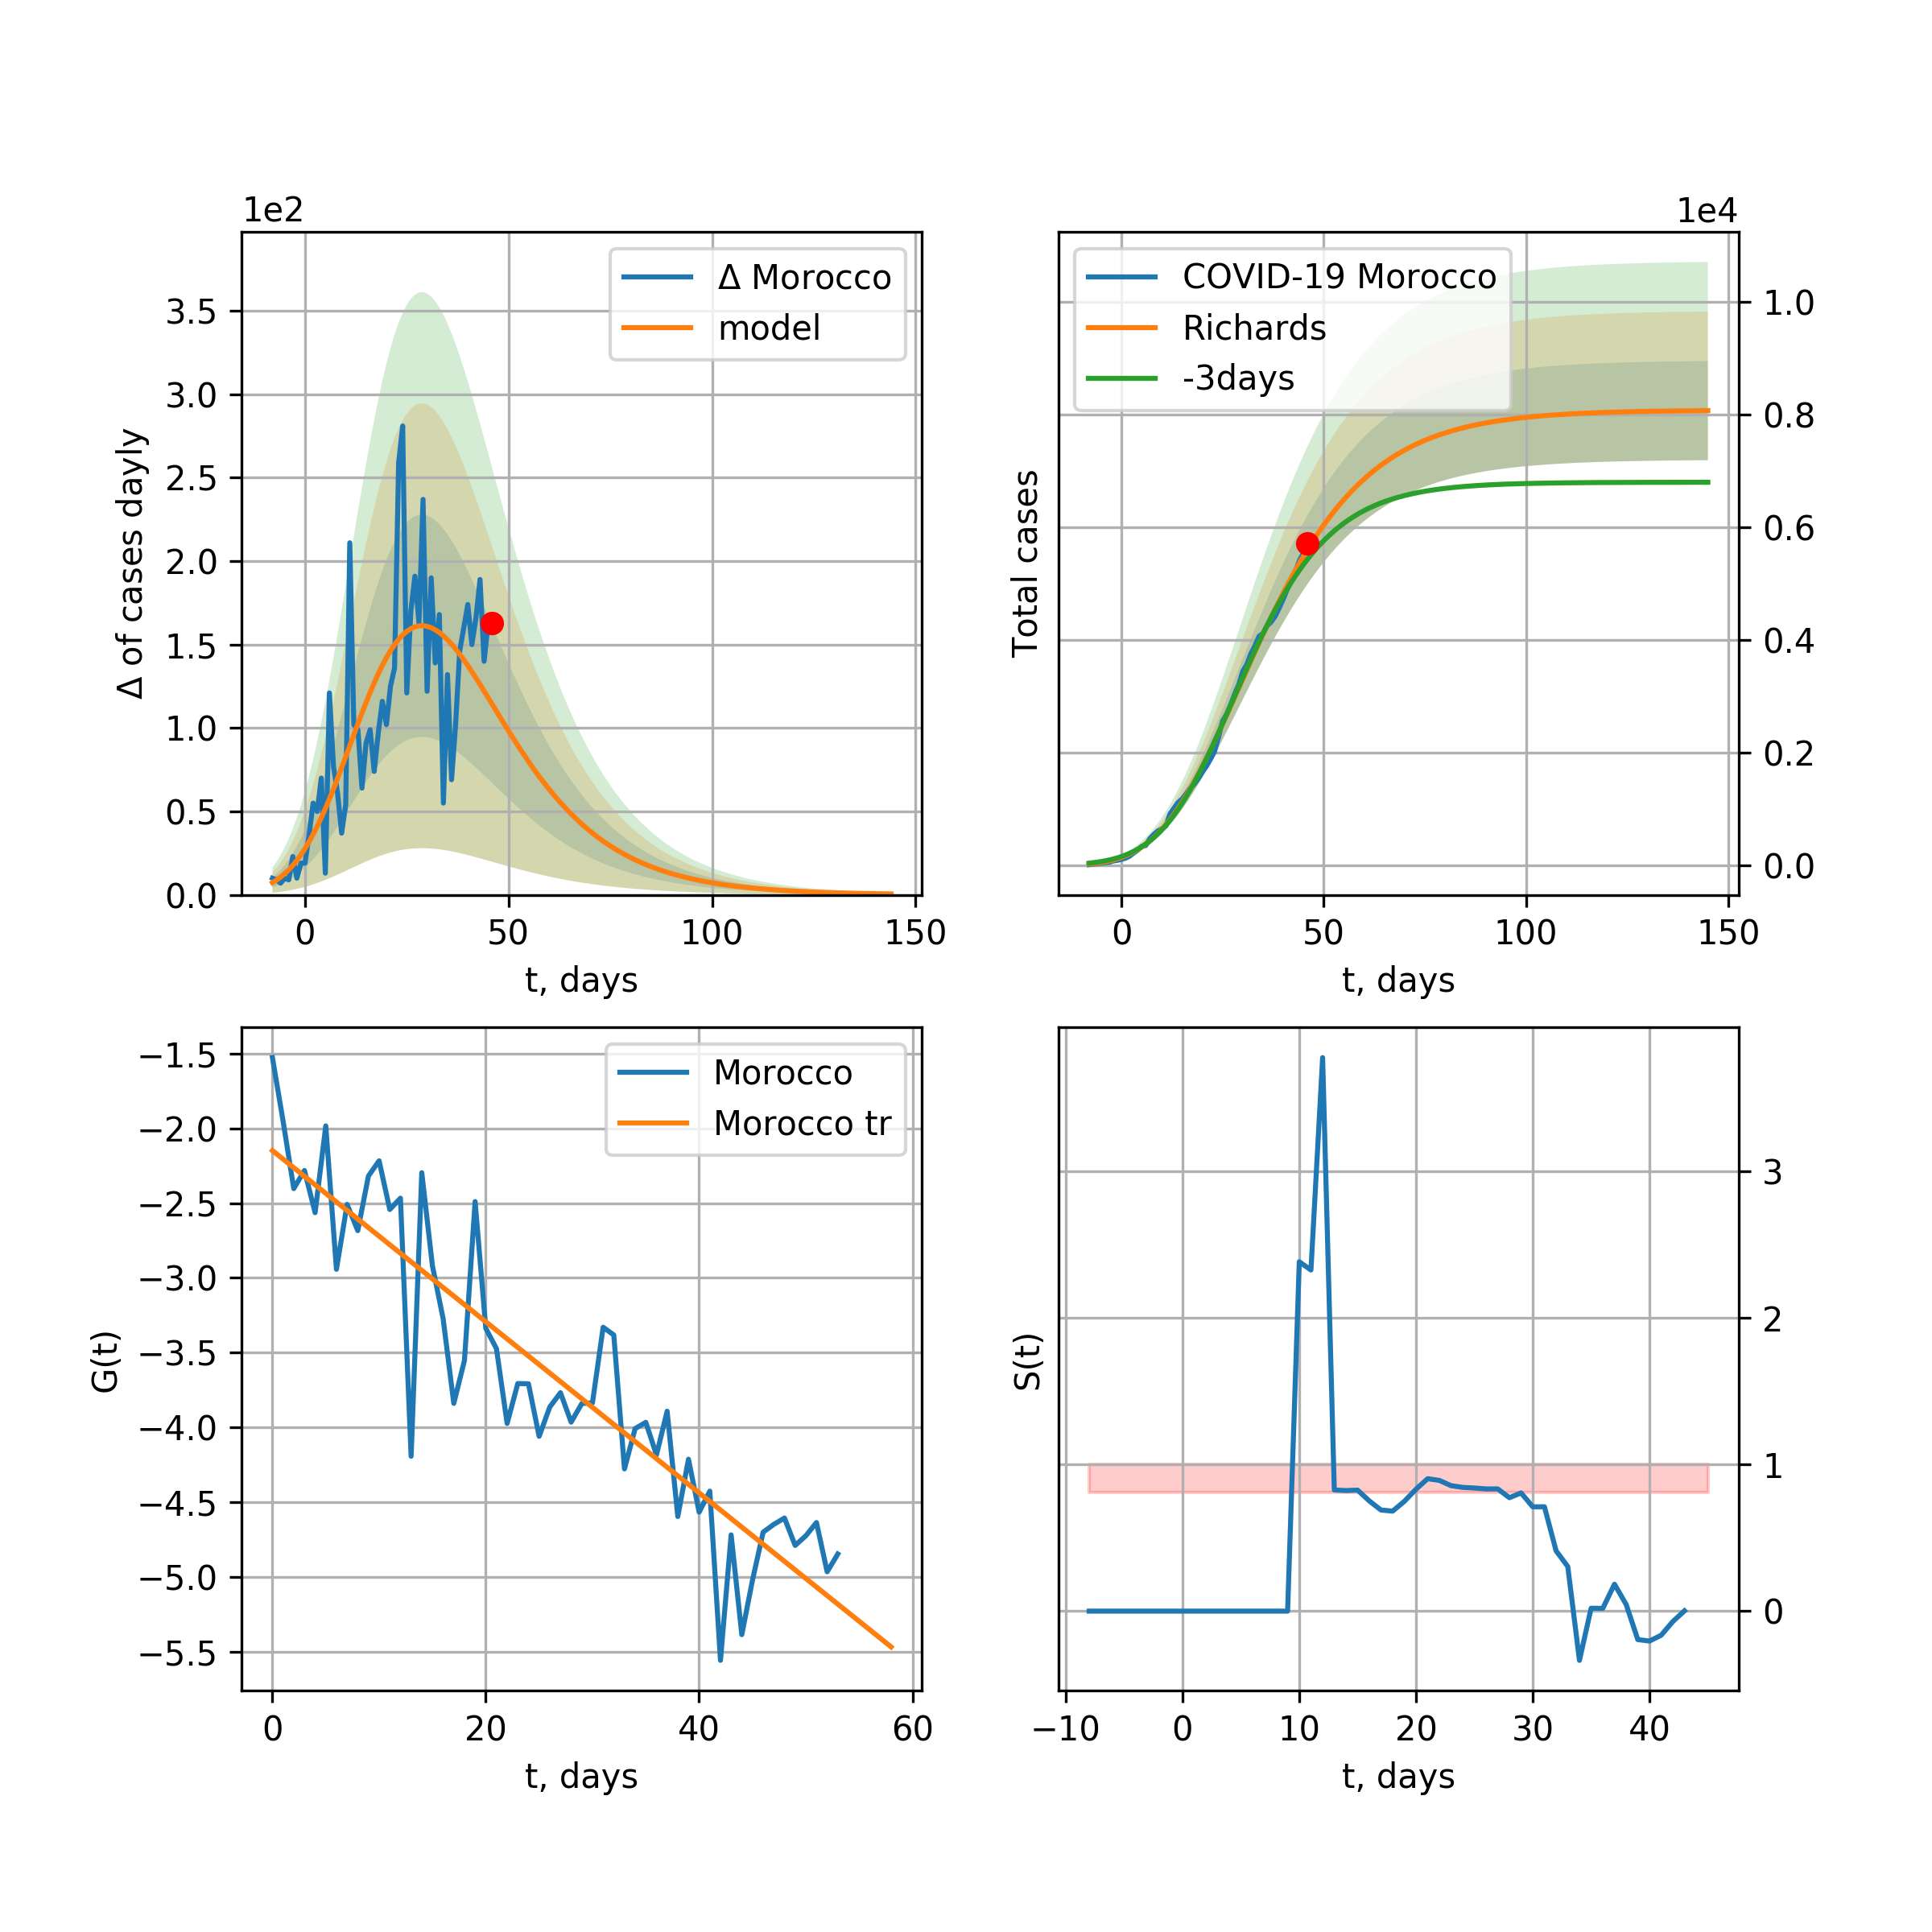 1e2
Δ Morocco
model
3.5
3.0
2.5
2.0
1.5
1.0
0.5
0.0
Δ of cases dayly
0 50 100 150
t, days
1e4
COVID-19 Morocco
Richards
-3days
1.0
0.8
0.6
0.4
0.2
0.0
Total cases
0 50 100 150
t, days
Morocco
Morocco tr
−1.5
−2.0
−2.5
−3.0
−3.5
−4.0
−4.5
−5.0
−5.5
G(t)
0 20 40 60
t, days
3
2
1
0
S(t)
−10 0 10 20 30 40
t, days